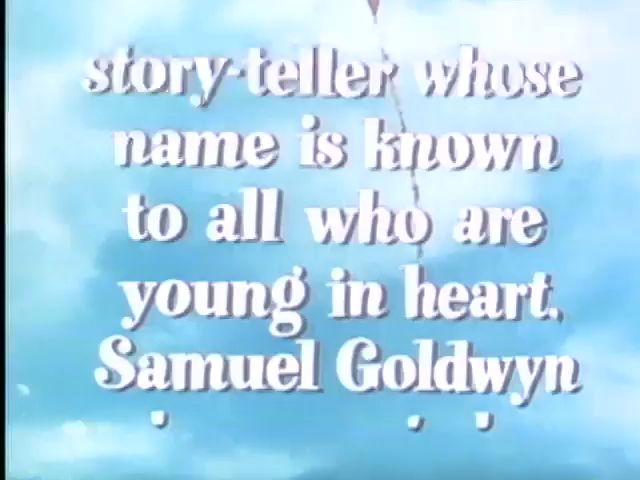 story-teller whose
name is known
to all who are
young in heart.
Samuel Goldwyn